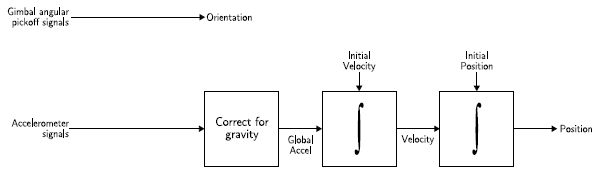 Gimbal angular
pickoff signals
Orientation
Initial
Velocity
Initial
Position
Accelerometer
signals
Correct for
gravity
Global
Accel
∫
Velocity
∫
Position